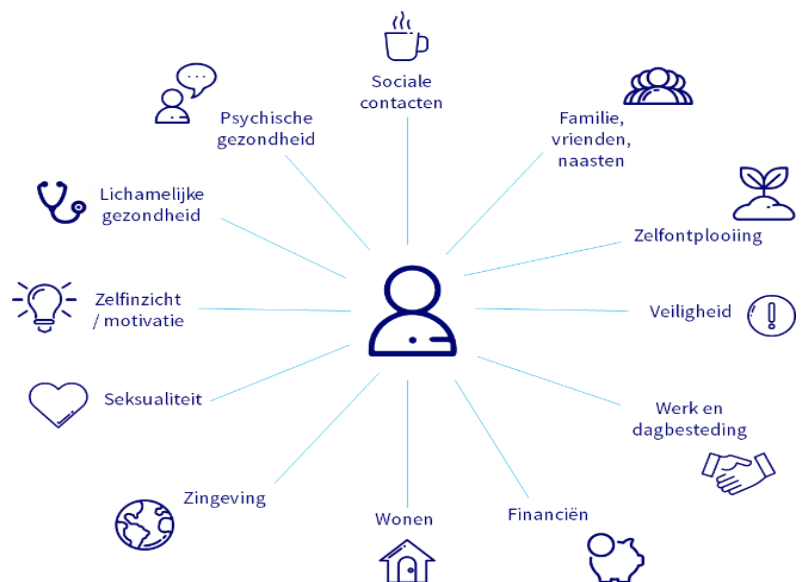 Sociale
contacten
Familie,
vrienden,
naasten
Zelfontplooiing
Veiligheid
Werk en
dagbesteding
Financiën
Wonen
Zingeving
Seksualiteit
Zelfinzicht
/ motivatie
Lichamelijke
gezondheid
Psychische
gezondheid